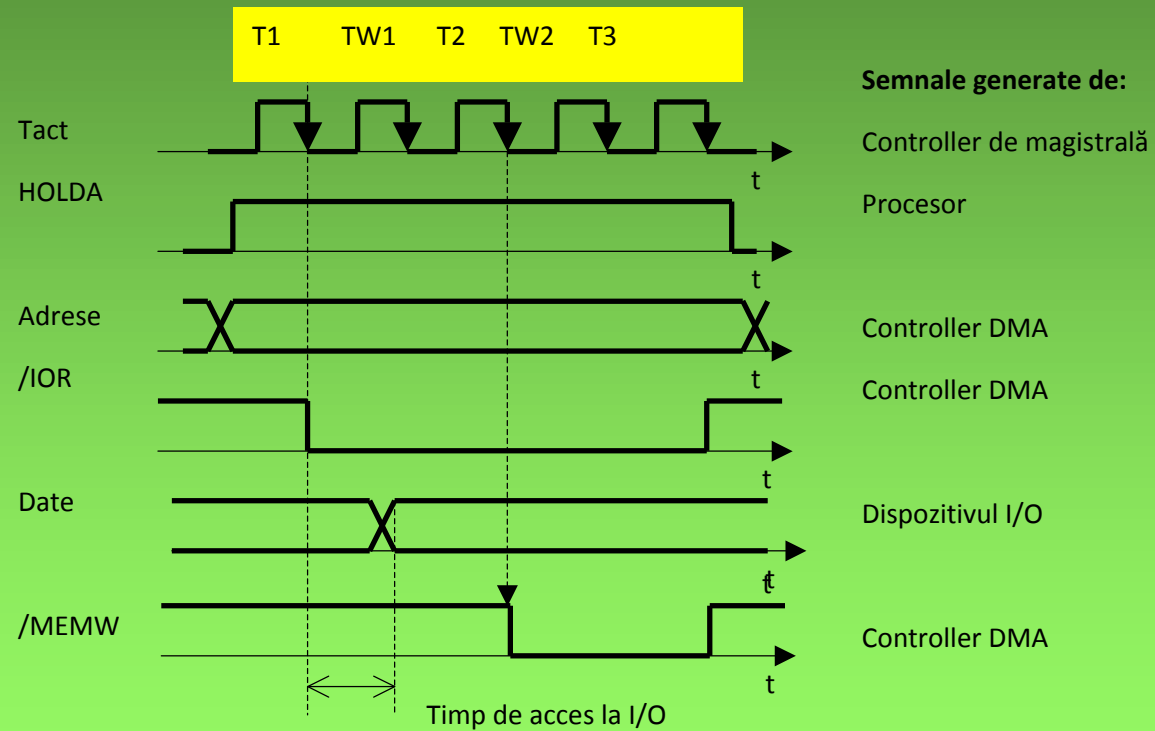 T1 TW1 T2 TW2 T3
Semnale generate de:
Tact
t
Controller de magistrală
HOLDA
t
Procesor
Adrese
t
Controller DMA
/IOR
t
Controller DMA
Date
t
Dispozitivul I/O
/MEMW
t
Controller DMA
Timp de acces la I/O